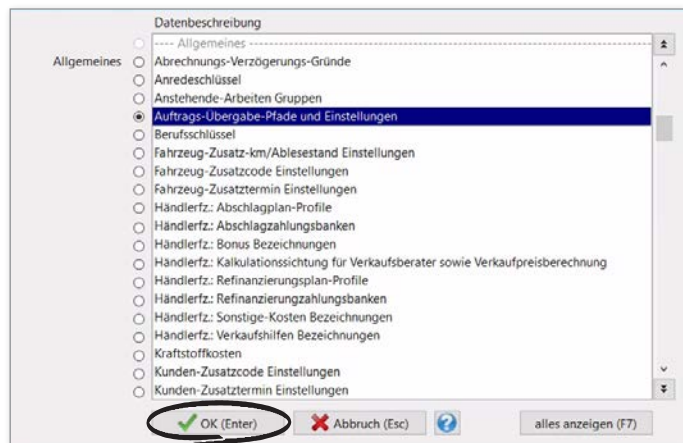 Datenbeschreibung
---- Allgemeines ----
Allgemeines
Abrechnungs-Verzögerungs-Gründe
Anredeschlüssel
Anstehende-Arbeiten Gruppen
Auftrags-Übergabe-Pfade und Einstellungen
Berufsschlüssel
Fahrzeug-Zusatz-km/Ablesestand Einstellungen
Fahrzeug-Zusatzcode Einstellungen
Fahrzeug-Zusatztermin Einstellungen
Händlerfz.: Abschlagplan-Profile
Händlerfz.: Abschlagzahlungsbanken
Händlerfz.: Bonus Bezeichnungen
Händlerfz.: Kalkulationssichtung für Verkaufsberater sowie Verkaufpreisberechnung
Händlerfz.: Refinanzierungsplan-Profile
Händlerfz.: Refinanzierungzahlungsbanken
Händlerfz.: Sonstige-Kosten Bezeichnungen
Händlerfz.: Verkaufshilfen Bezeichnungen
Kraftstoffkosten
Kunden-Zusatzcode Einstellungen
Kunden-Zusatztermin Einstellungen
OK (Enter) Abbruch (Esc) ? alles anzeigen (F7)